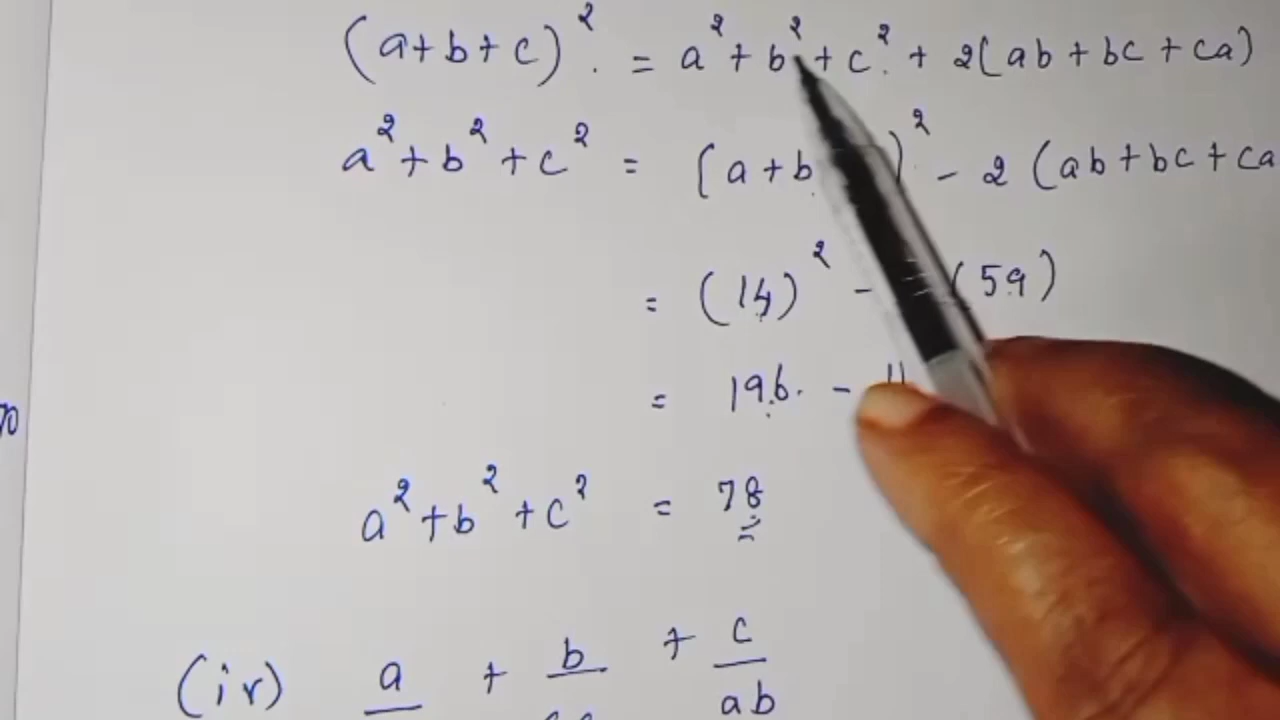 (a+b+c)² = a² + b² + c² + 2(ab + bc + ca)
a² + b² + c² = (a + b )² - 2 (ab + bc + ca
= (14)² - (59)
= 196 - 11
a² + b² + c² = 78
(iv) a + b + c
ab